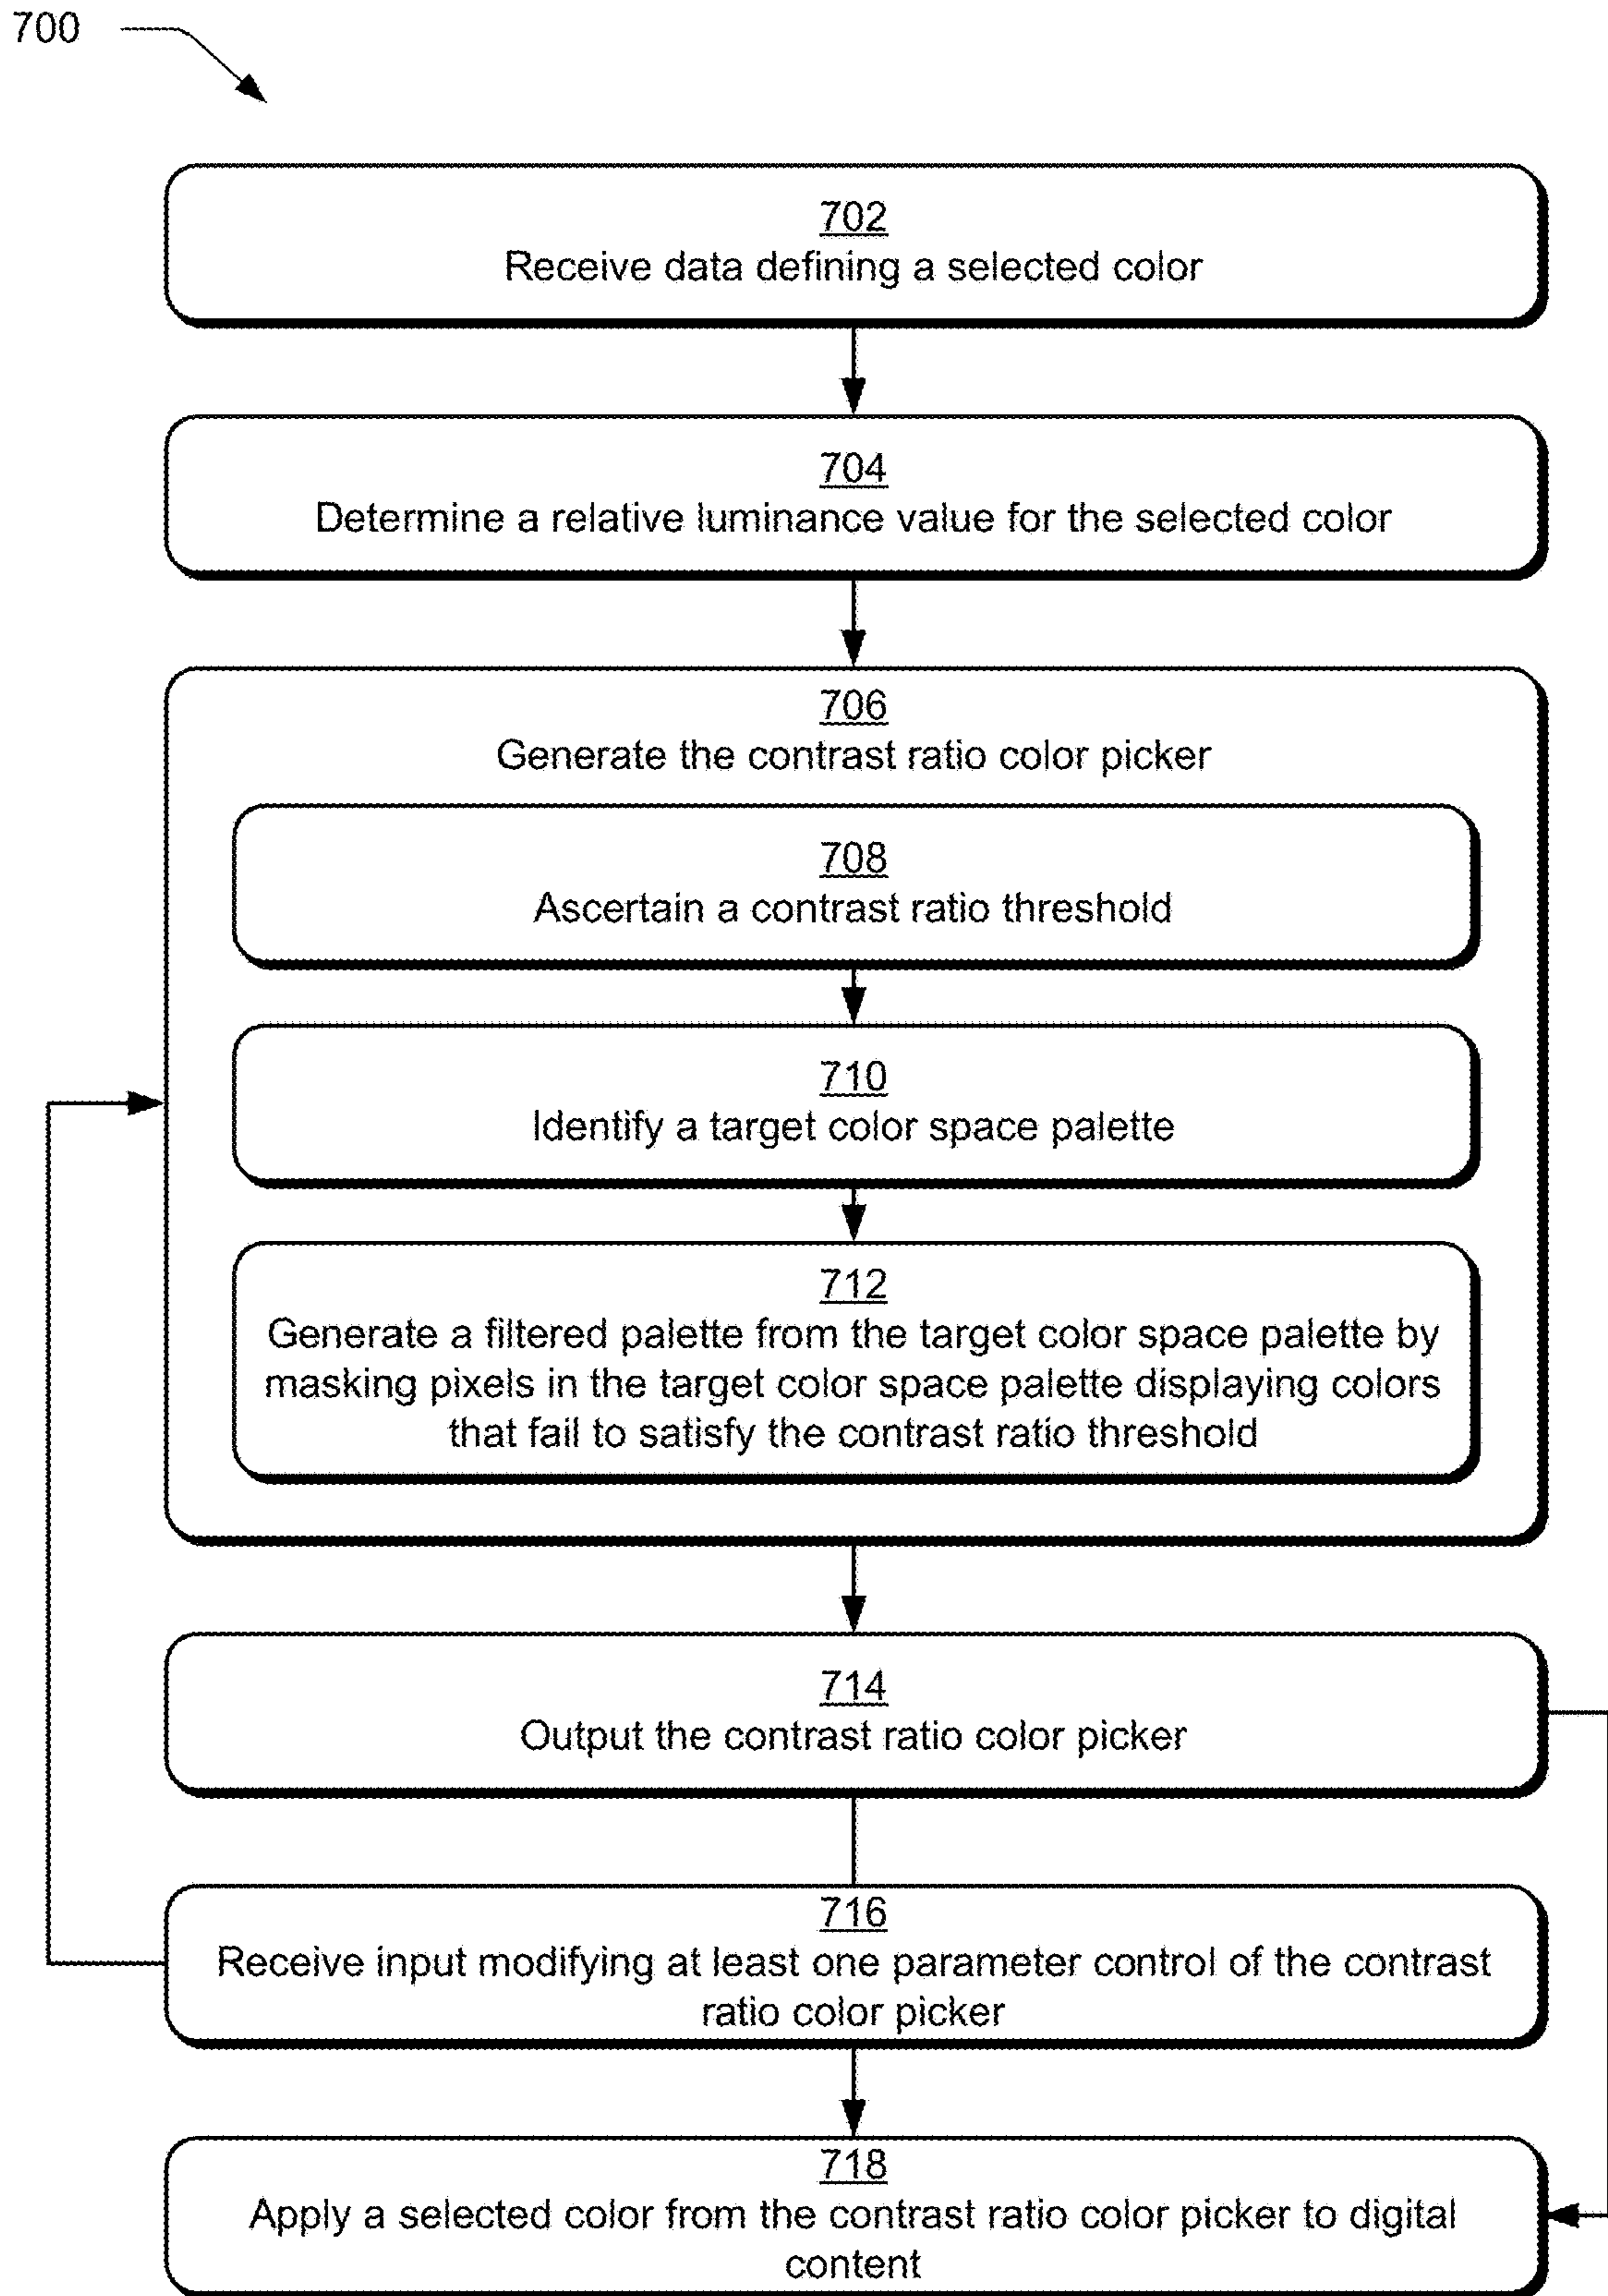 700
702
Receive data defining a selected color
704
Determine a relative luminance value for the selected color
706
Generate the contrast ratio color picker
708
Ascertain a contrast ratio threshold
710
Identify a target color space palette
712
Generate a filtered palette from the target color space palette by
masking pixels in the target color space palette displaying colors
that fail to satisfy the contrast ratio threshold
714
Output the contrast ratio color picker
716
Receive input modifying at least one parameter control of the contrast
ratio color picker
718
Apply a selected color from the contrast ratio color picker to digital
content